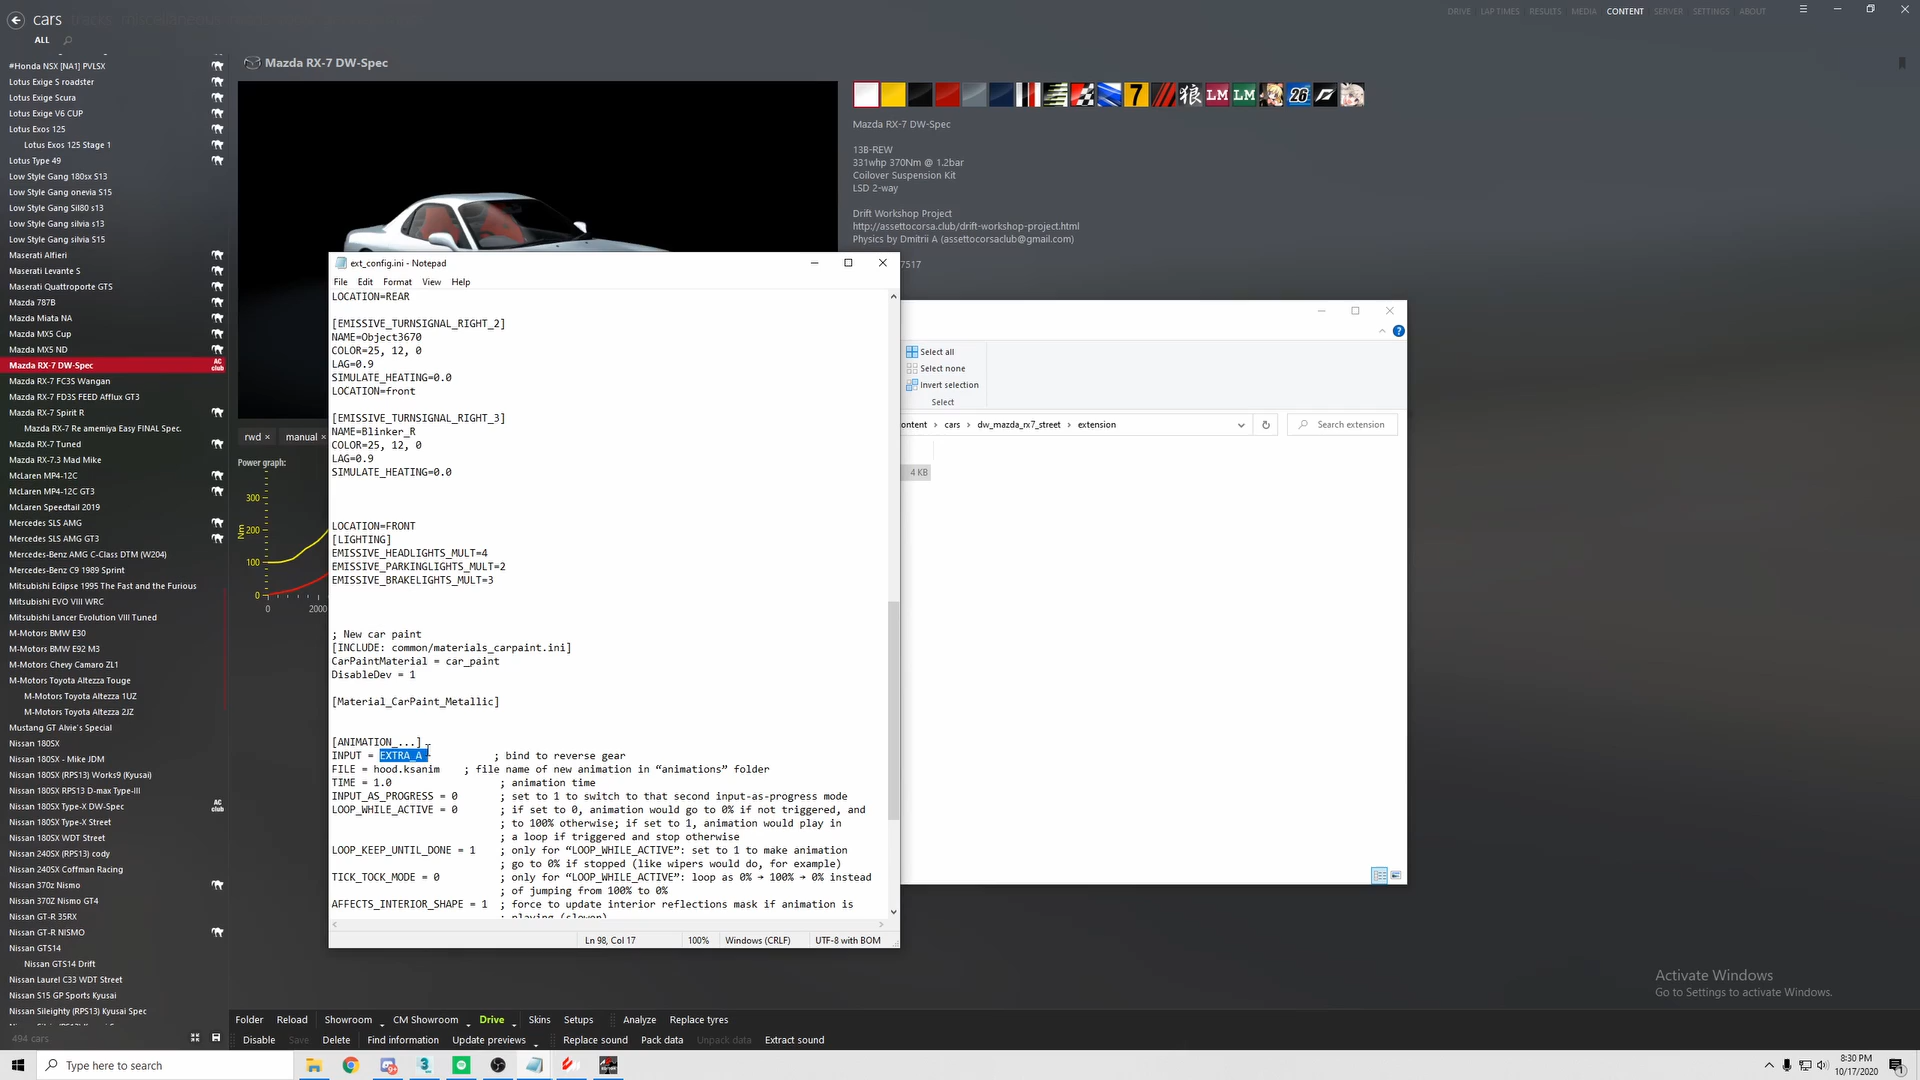 cars
DRIVE LAP TIMES RESULTS MEDIA CONTENT SERVER SETTINGS ABOUT
ALL
#Honda NSX [NA1] PVLSX
Lotus Exige S roadster
Lotus Exige Scura
Lotus Exige V6 CUP
Lotus Exos 125
Lotus Exos 125 Stage 1
Lotus Type 49
Low Style Gang 180sx S13
Low Style Gang onevia S15
Low Style Gang Sil80 s13
Low Style Gang silvia s13
Low Style Gang silvia S15
Maserati Alfieri
Maserati Levante S
Maserati Quattroporte GTS
Mazda 787B
Mazda Miata NA
Mazda MX5 Cup
Mazda MX5 ND
Mazda RX-7 DW-Spec
AC club
Mazda RX-7 FC3S Wangan
Mazda RX-7 FD3S FEED Afflux GT3
Mazda RX-7 Spirit R
Mazda RX-7 Re amemiya Easy FINAL Spec.
Mazda RX-7 Tuned
Mazda RX-7.3 Mad Mike
McLaren MP4-12C
McLaren MP4-12C GT3
McLaren Speedtail 2019
Mercedes SLS AMG
Mercedes SLS AMG GT3
Mercedes-Benz AMG C-Class DTM (W204)
Mercedes-Benz C9 1989 Sprint
Mitsubishi Eclipse 1995 The Fast and the Furious
Mitsubishi EVO VIII WRC
Mitsubishi Lancer Evolution VIII Tuned
M-Motors BMW E30
M-Motors BMW E92 M3
M-Motors Chevy Camaro ZL1
M-Motors Toyota Altezza Touge
M-Motors Toyota Altezza 1UZ
M-Motors Toyota Altezza 2JZ
Mustang GT Alvie's Special
Nissan 180SX
Nissan 180SX - Mike JDM
Nissan 180SX (RPS13) Works9 (Kyusai)
Nissan 180SX RPS13 D-max Type-III
Nissan 180SX Type-X DW-Spec
AC club
Nissan 180SX Type-X Street
Nissan 180SX WDT Street
Nissan 240SX (RPS13) cody
Nissan 240SX Coffman Racing
Nissan 370z Nismo
Nissan 370Z Nismo GT4
Nissan GT-R 35RX
Nissan GT-R NISMO
Nissan GTS14
Nissan GTS14 Drift
Nissan Laurel C33 WDT Street
Nissan S15 GP Sports Kyusai
Nissan Sileighty (RPS13) Kyusai Spec
494 cars
Mazda RX-7 DW-Spec
7 狼 LM LM 26
Mazda RX-7 DW-Spec
13B-REW
331whp 370Nm @ 1.2bar
Coilover Suspension Kit
LSD 2-way
Drift Workshop Project
http://assettocorsa.club/drift-workshop-project.html
Physics by Dmitrii A (assettocorsaclub@gmail.com)
7517
rwd × manual ×
Power graph:
Nm
300
200
100
0
0 2000
ext_config.ini - Notepad
File Edit Format View Help
LOCATION=REAR
[EMISSIVE_TURNSIGNAL_RIGHT_2]
NAME=Object3670
COLOR=25, 12, 0
LAG=0.9
SIMULATE_HEATING=0.0
LOCATION=front
[EMISSIVE_TURNSIGNAL_RIGHT_3]
NAME=Blinker_R
COLOR=25, 12, 0
LAG=0.9
SIMULATE_HEATING=0.0
LOCATION=FRONT
[LIGHTING]
EMISSIVE_HEADLIGHTS_MULT=4
EMISSIVE_PARKINGLIGHTS_MULT=2
EMISSIVE_BRAKELIGHTS_MULT=3
; New car paint
[INCLUDE: common/materials_carpaint.ini]
CarPaintMaterial = car_paint
DisableDev = 1
[Material_CarPaint_Metallic]
[ANIMATION_...]
INPUT = EXTRA_A ; bind to reverse gear
FILE = hood.ksanim ; file name of new animation in “animations” folder
TIME = 1.0 ; animation time
INPUT_AS_PROGRESS = 0 ; set to 1 to switch to that second input-as-progress mode
LOOP_WHILE_ACTIVE = 0 ; if set to 0, animation would go to 0% if not triggered, and
; to 100% otherwise; if set to 1, animation would play in
; a loop if triggered and stop otherwise
LOOP_KEEP_UNTIL_DONE = 1 ; only for “LOOP_WHILE_ACTIVE”: set to 1 to make animation
; go to 0% if stopped (like wipers would do, for example)
TICK_TOCK_MODE = 0 ; only for “LOOP_WHILE_ACTIVE”: loop as 0% → 100% → 0% instead
; of jumping from 100% to 0%
AFFECTS_INTERIOR_SHAPE = 1 ; force to update interior reflections mask if animation is
; playing (slower)
Ln 98, Col 17 100% Windows (CRLF) UTF-8 with BOM
Select all
Select none
Invert selection
Select
ontent › cars › dw_mazda_rx7_street › extension
Search extension
4 KB
Activate Windows
Go to Settings to activate Windows.
Folder Reload Showroom CM Showroom Drive Skins Setups Analyze Replace tyres
Disable Save Delete Find information Update previews Replace sound Pack data Unpack data Extract sound
Type here to search
8:30 PM
10/17/2020